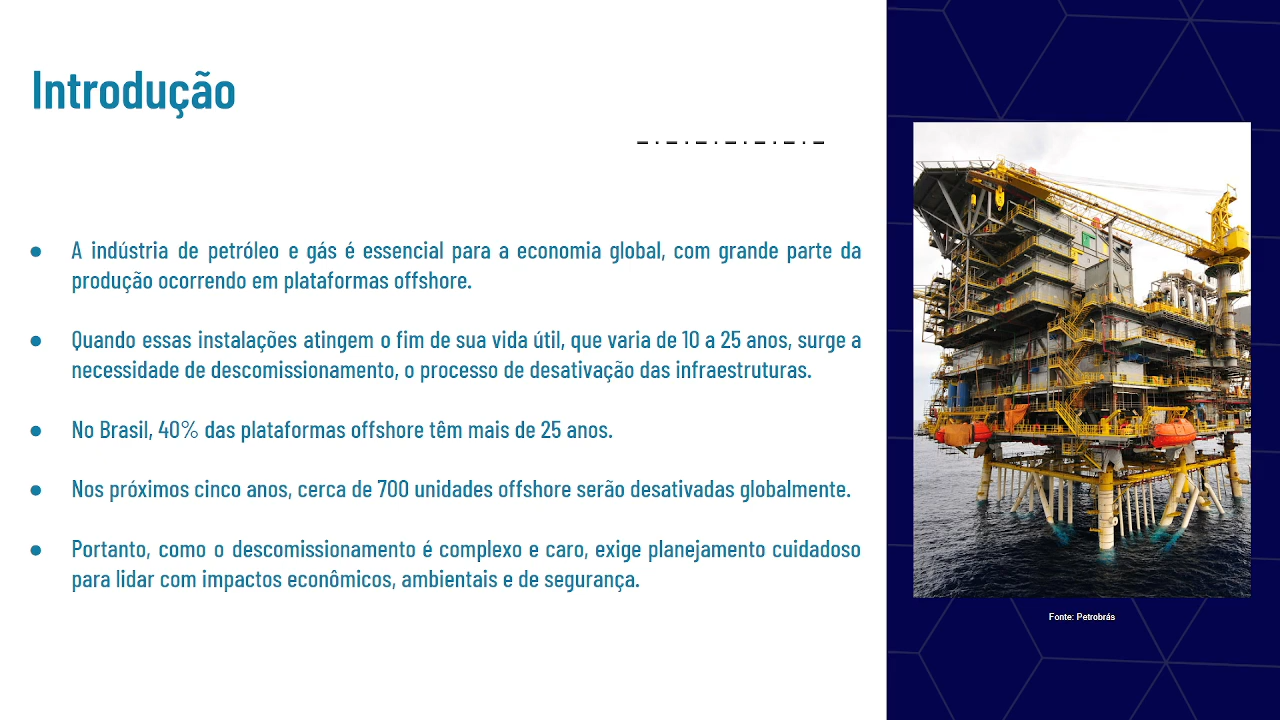 Introdução
● A indústria de petróleo e gás é essencial para a economia global, com grande parte da
produção ocorrendo em plataformas offshore.
● Quando essas instalações atingem o fim de sua vida útil, que varia de 10 a 25 anos, surge a
necessidade de descomissionamento, o processo de desativação das infraestruturas.
● No Brasil, 40% das plataformas offshore têm mais de 25 anos.
● Nos próximos cinco anos, cerca de 700 unidades offshore serão desativadas globalmente.
● Portanto, como o descomissionamento é complexo e caro, exige planejamento cuidadoso
para lidar com impactos econômicos, ambientais e de segurança.
Fonte: Petrobrás